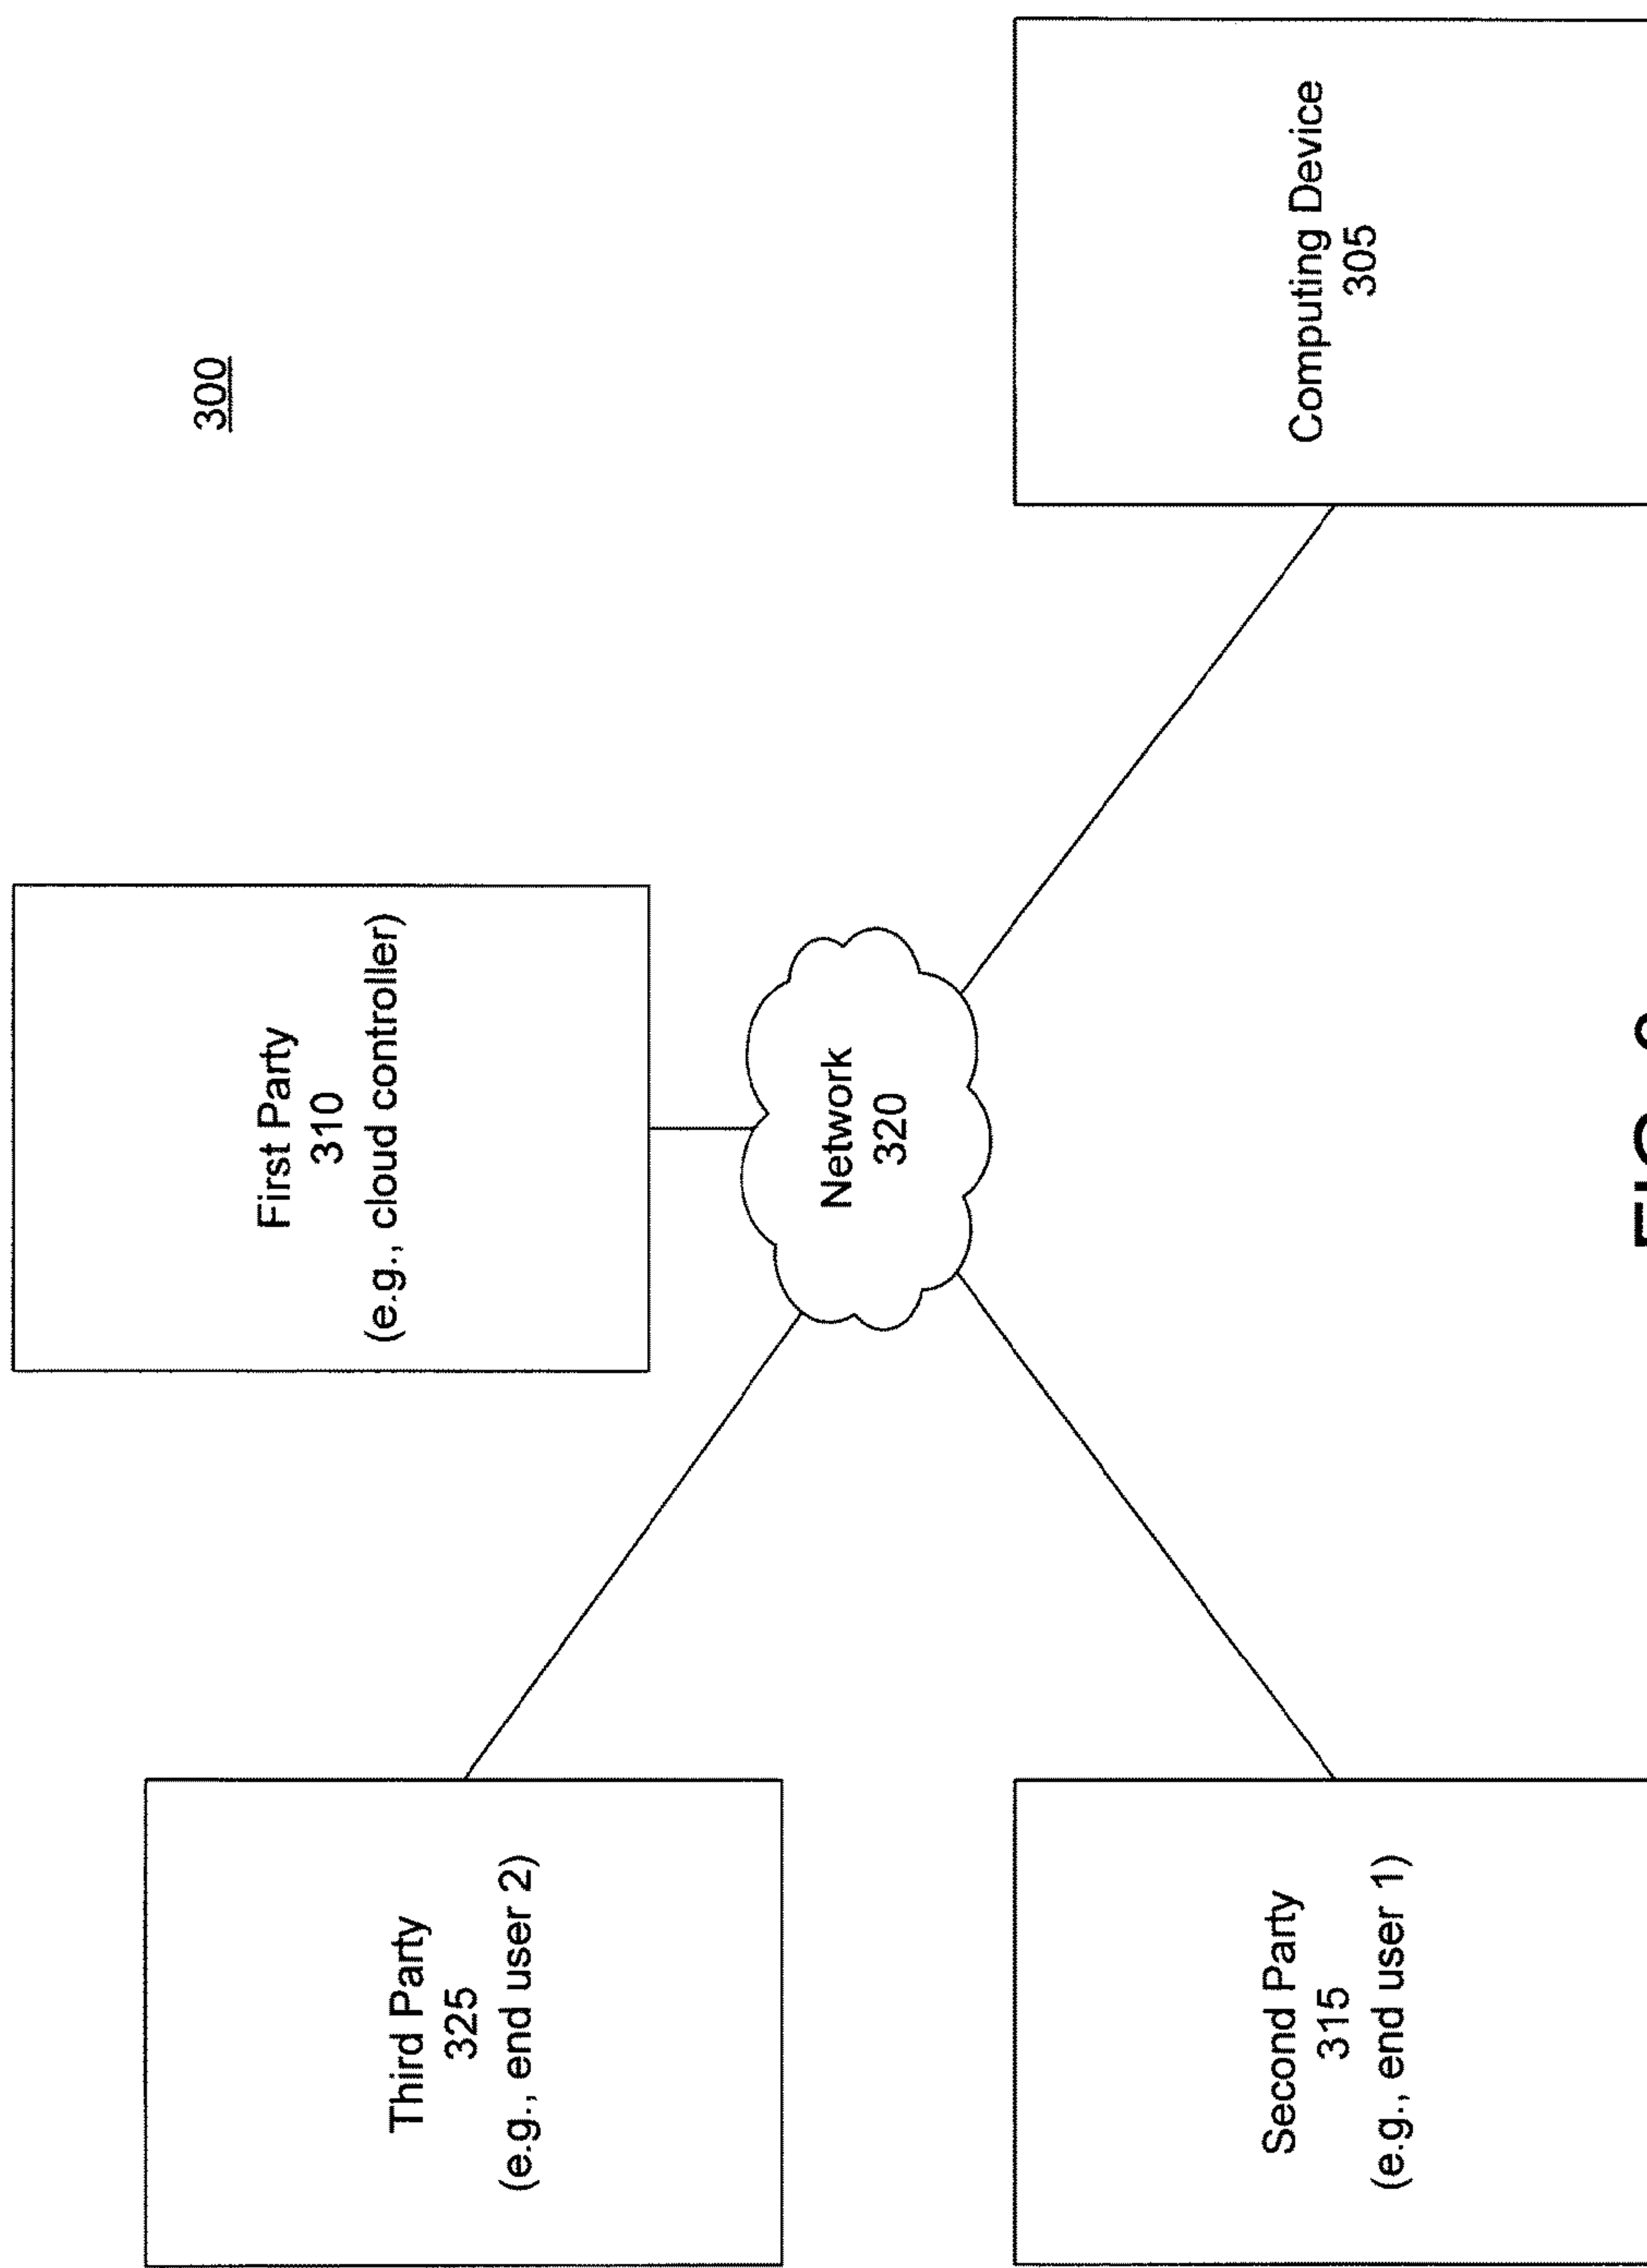 300
First Party
310
(e.g., cloud controller)
Third Party
325
(e.g., end user 2)
Network
320
Second Party
315
(e.g., end user 1)
Computing Device
305
FIG.